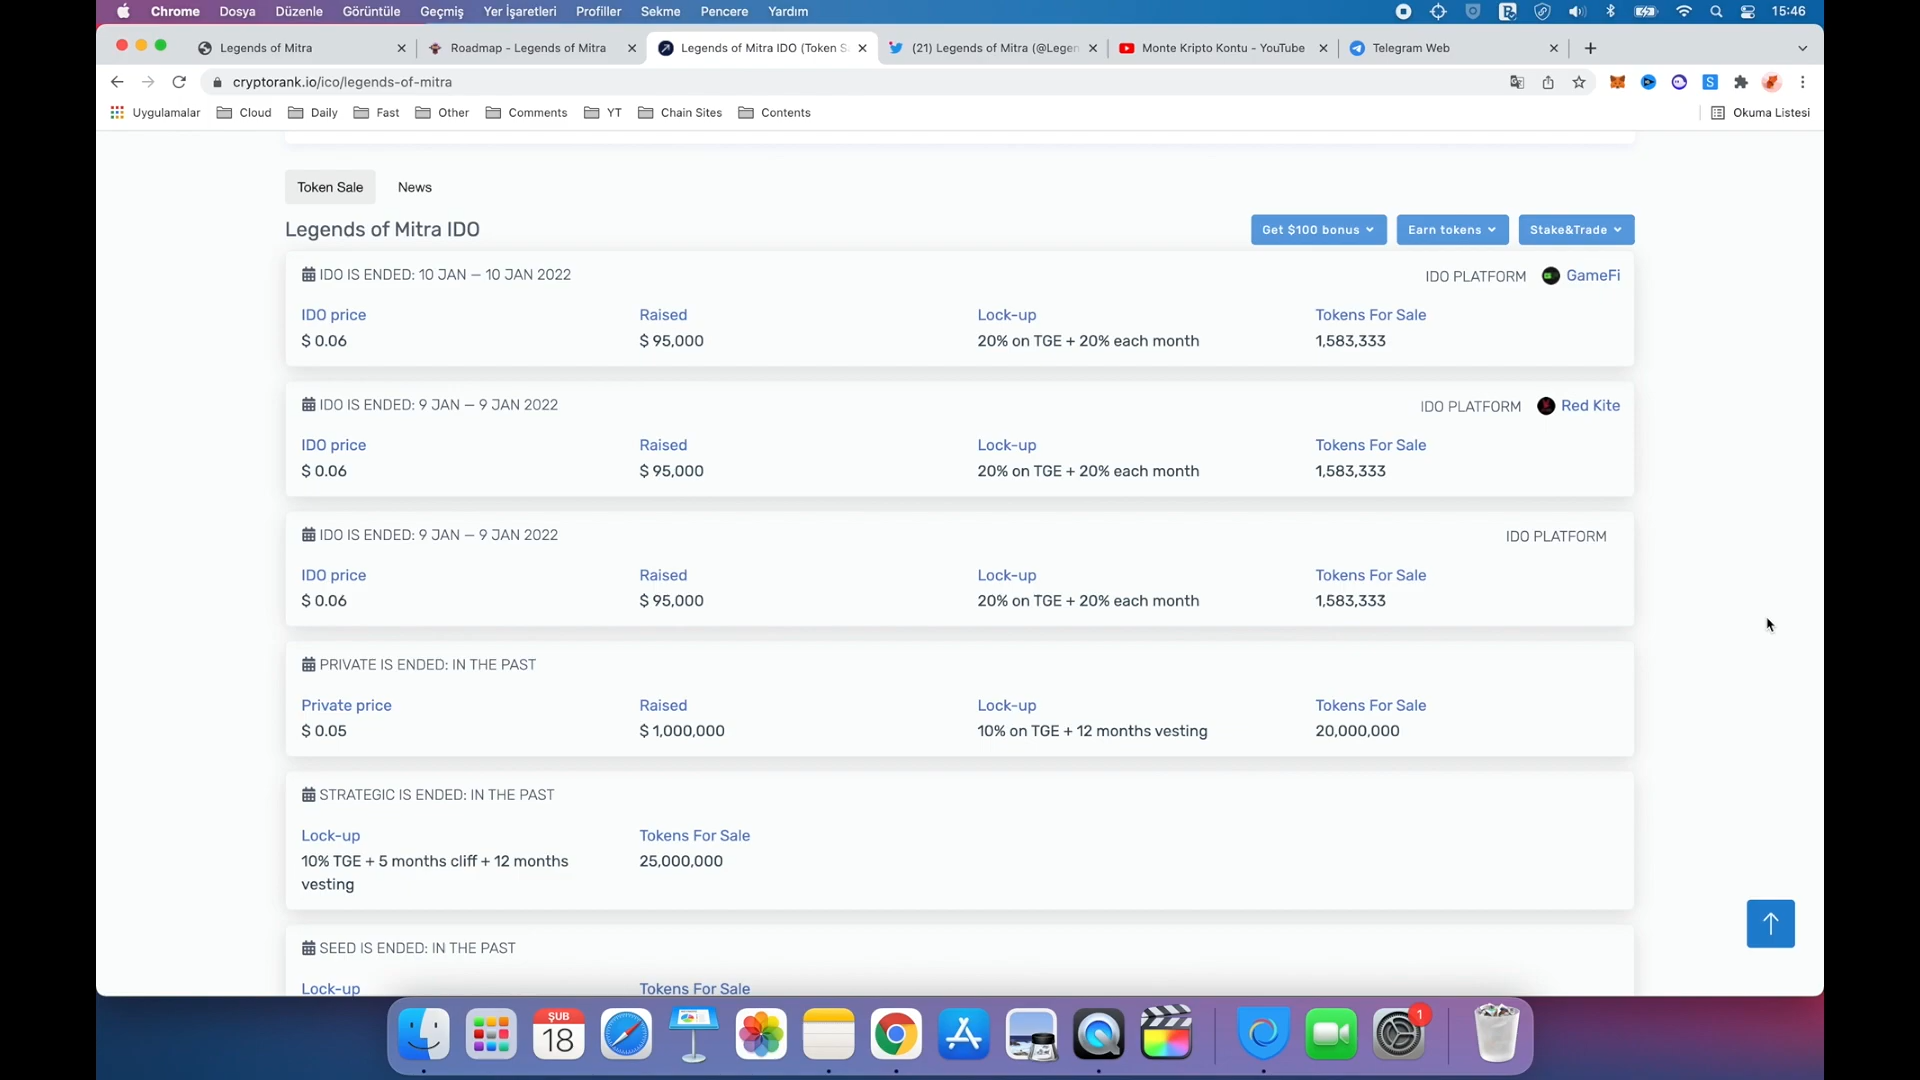 Chrome Dosya Düzenle Görüntüle Geçmiş Yer İşaretleri Profiller Sekme Pencere Yardım 15:46
Legends of Mitra Roadmap - Legends of Mitra Legends of Mitra IDO (Token S (21) Legends of Mitra (@Legen Monte Kripto Kontu - YouTube Telegram Web
cryptorank.io/ico/legends-of-mitra
Uygulamalar Cloud Daily Fast Other Comments YT Chain Sites Contents Okuma Listesi
Token Sale News
Legends of Mitra IDO Get $100 bonus Earn tokens Stake&Trade
IDO IS ENDED: 10 JAN — 10 JAN 2022 IDO PLATFORM GameFi
IDO price Raised Lock-up Tokens For Sale
$ 0.06 $ 95,000 20% on TGE + 20% each month 1,583,333
IDO IS ENDED: 9 JAN — 9 JAN 2022 IDO PLATFORM Red Kite
IDO price Raised Lock-up Tokens For Sale
$ 0.06 $ 95,000 20% on TGE + 20% each month 1,583,333
IDO IS ENDED: 9 JAN — 9 JAN 2022 IDO PLATFORM
IDO price Raised Lock-up Tokens For Sale
$ 0.06 $ 95,000 20% on TGE + 20% each month 1,583,333
PRIVATE IS ENDED: IN THE PAST
Private price Raised Lock-up Tokens For Sale
$ 0.05 $ 1,000,000 10% on TGE + 12 months vesting 20,000,000
STRATEGIC IS ENDED: IN THE PAST
Lock-up Tokens For Sale
10% TGE + 5 months cliff + 12 months 25,000,000
vesting
SEED IS ENDED: IN THE PAST
Lock-up Tokens For Sale
ŞUB 1
18